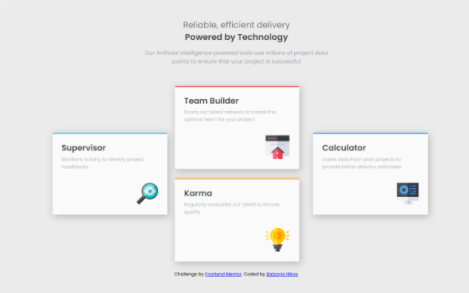 Reliable, efficient delivery
Powered by Technology
Our Artificial Intelligence powered tools use millions of project data
points to ensure that your project is successful
Team Builder
Scans our talent network to create the
optimal team for your project
Supervisor
Monitors activity to identify project
roadblocks
Calculator
Uses data from past projects to
provide better delivery estimates
Karma
Regularly evaluates our talent to ensure
quality
Challenge by Frontend Mentor. Coded by